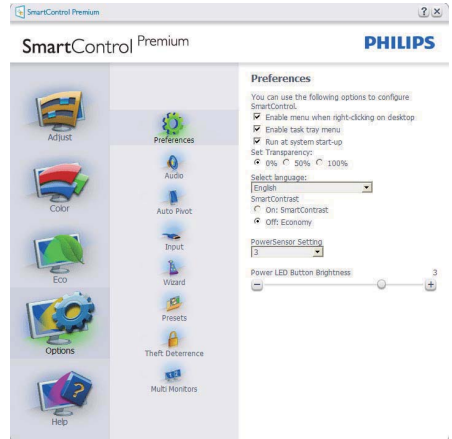 SmartControl Premium
? ×
SmartControl Premium
PHILIPS
Adjust
Color
Eco
Options
Help
Preferences
Audio
Auto Pivot
Input
Wizard
Presets
Theft Deterrence
Multi Monitors
Preferences
You can use the following options to configure
SmartControl.
Enable menu when right-clicking on desktop
Enable task tray menu
Run at system start-up
Set Transparency:
0% 50% 100%
Select language:
English
SmartContrast
On: SmartContrast
Off: Economy
PowerSensor Setting
3
Power LED Button Brightness 3